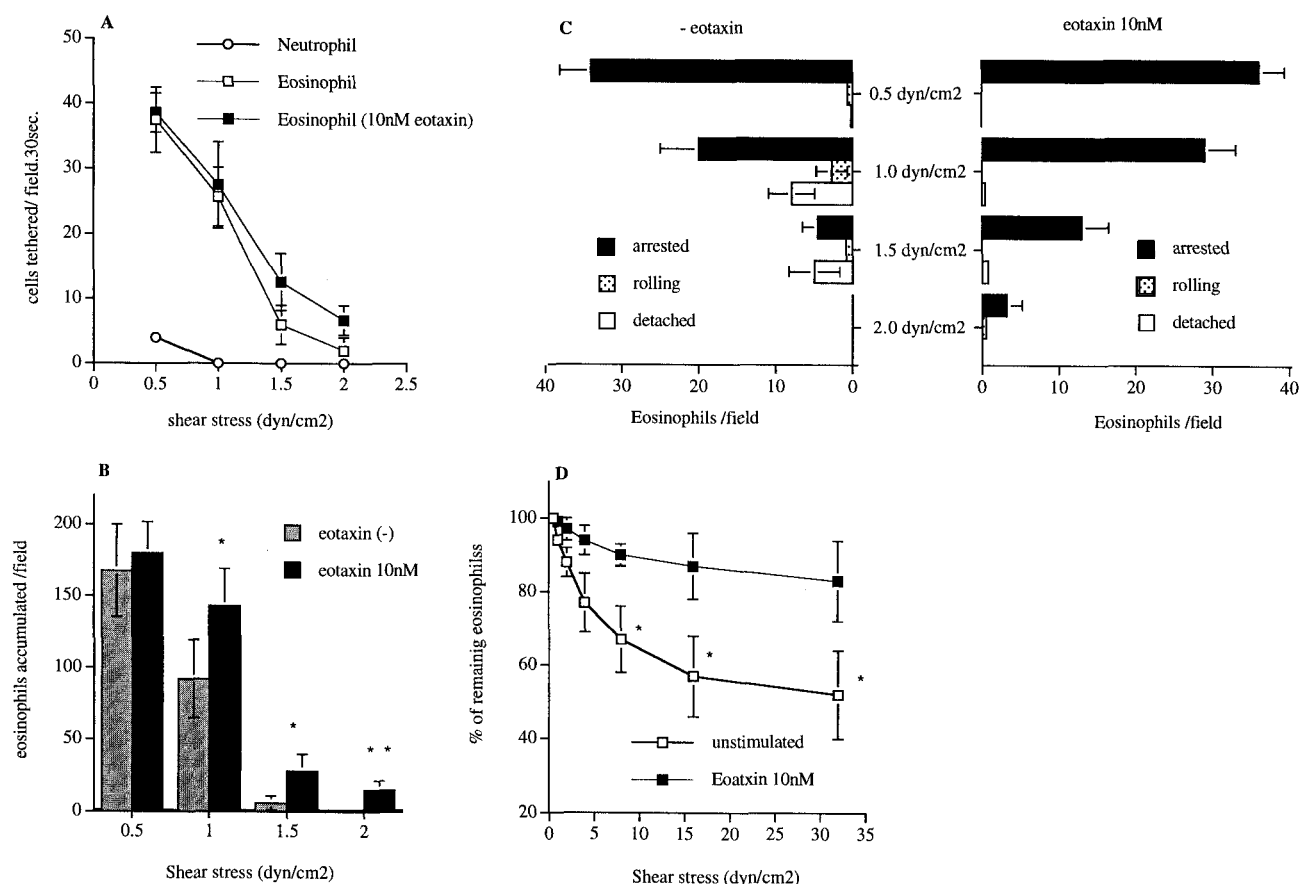 A
50
40
30
20
10
0
cells tethered/ field.30sec.
Neutrophil
Eosinophil
Eosinophil (10nM eotaxin)
0
0.5
1
1.5
2
2.5
shear stress (dyn/cm2)
C
- eotaxin
eotaxin 10nM
0.5 dyn/cm2
1.0 dyn/cm2
1.5 dyn/cm2
2.0 dyn/cm2
arrested
rolling
detached
arrested
rolling
detached
40
30
20
10
0
0
10
20
30
40
Eosinophils /field
Eosinophils /field
B
200
150
100
50
0
eosinophils accumulated /field
eotaxin (-)
eotaxin 10nM
*
*
* *
0.5
1
1.5
2
Shear stress (dyn/cm2)
D
100
80
60
40
20
% of remainig eosinophilss
*
*
*
unstimulated
Eoatxin 10nM
0
5
10
15
20
25
30
35
Shear stress (dyn/cm2)